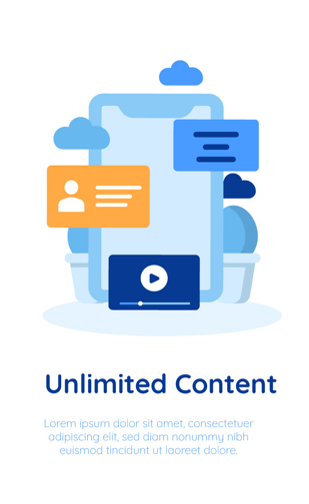 Unlimited Content
Lorem ipsum dolor sit amet, consectetuer
adipiscing elit, sed diam nonummy nibh
euismod tincidunt ut laoreet dolore.